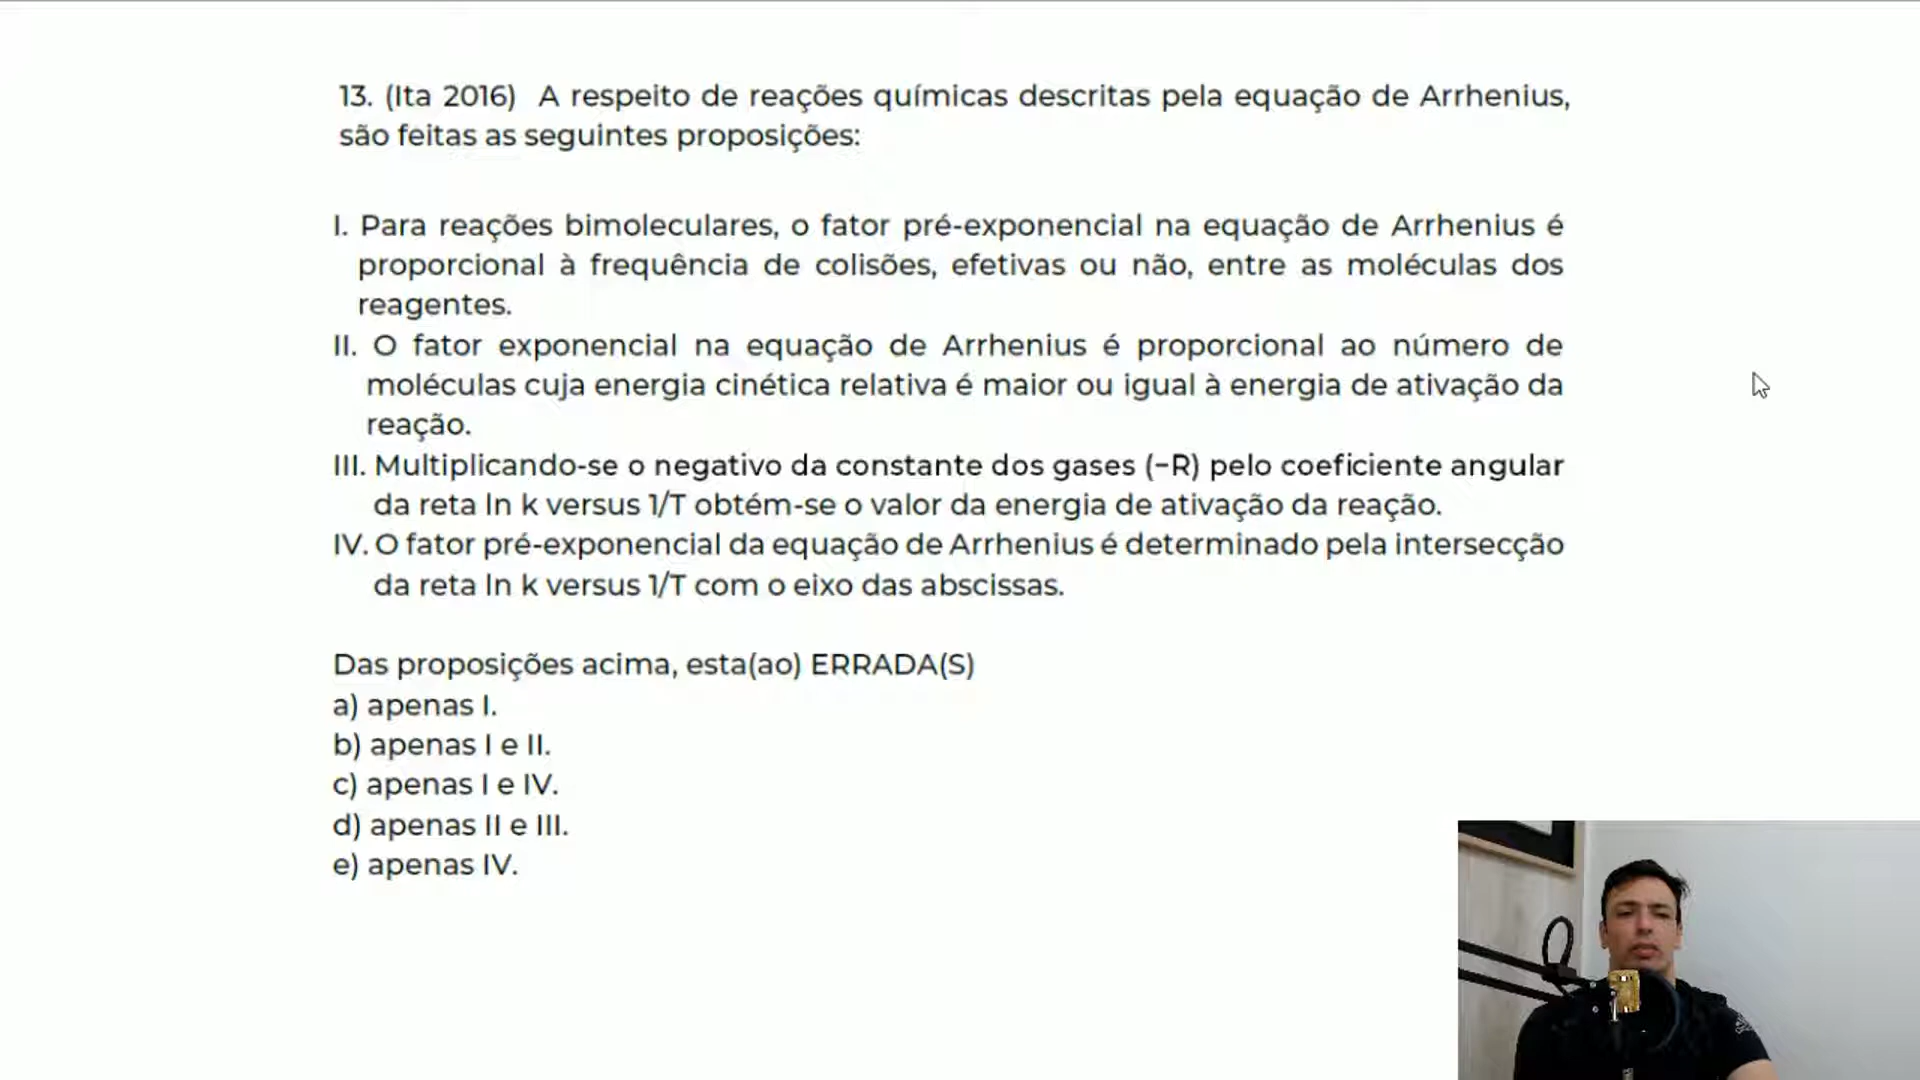 13. (Ita 2016) A respeito de reações químicas descritas pela equação de Arrhenius,
são feitas as seguintes proposições:
I. Para reações bimoleculares, o fator pré-exponencial na equação de Arrhenius é
proporcional à frequência de colisões, efetivas ou não, entre as moléculas dos
reagentes.
II. O fator exponencial na equação de Arrhenius é proporcional ao número de
moléculas cuja energia cinética relativa é maior ou igual à energia de ativação da
reação.
III. Multiplicando-se o negativo da constante dos gases (−R) pelo coeficiente angular
da reta ln k versus 1/T obtém-se o valor da energia de ativação da reação.
IV. O fator pré-exponencial da equação de Arrhenius é determinado pela intersecção
da reta ln k versus 1/T com o eixo das abscissas.
Das proposições acima, esta(ao) ERRADA(S)
a) apenas I.
b) apenas I e II.
c) apenas I e IV.
d) apenas II e III.
e) apenas IV.